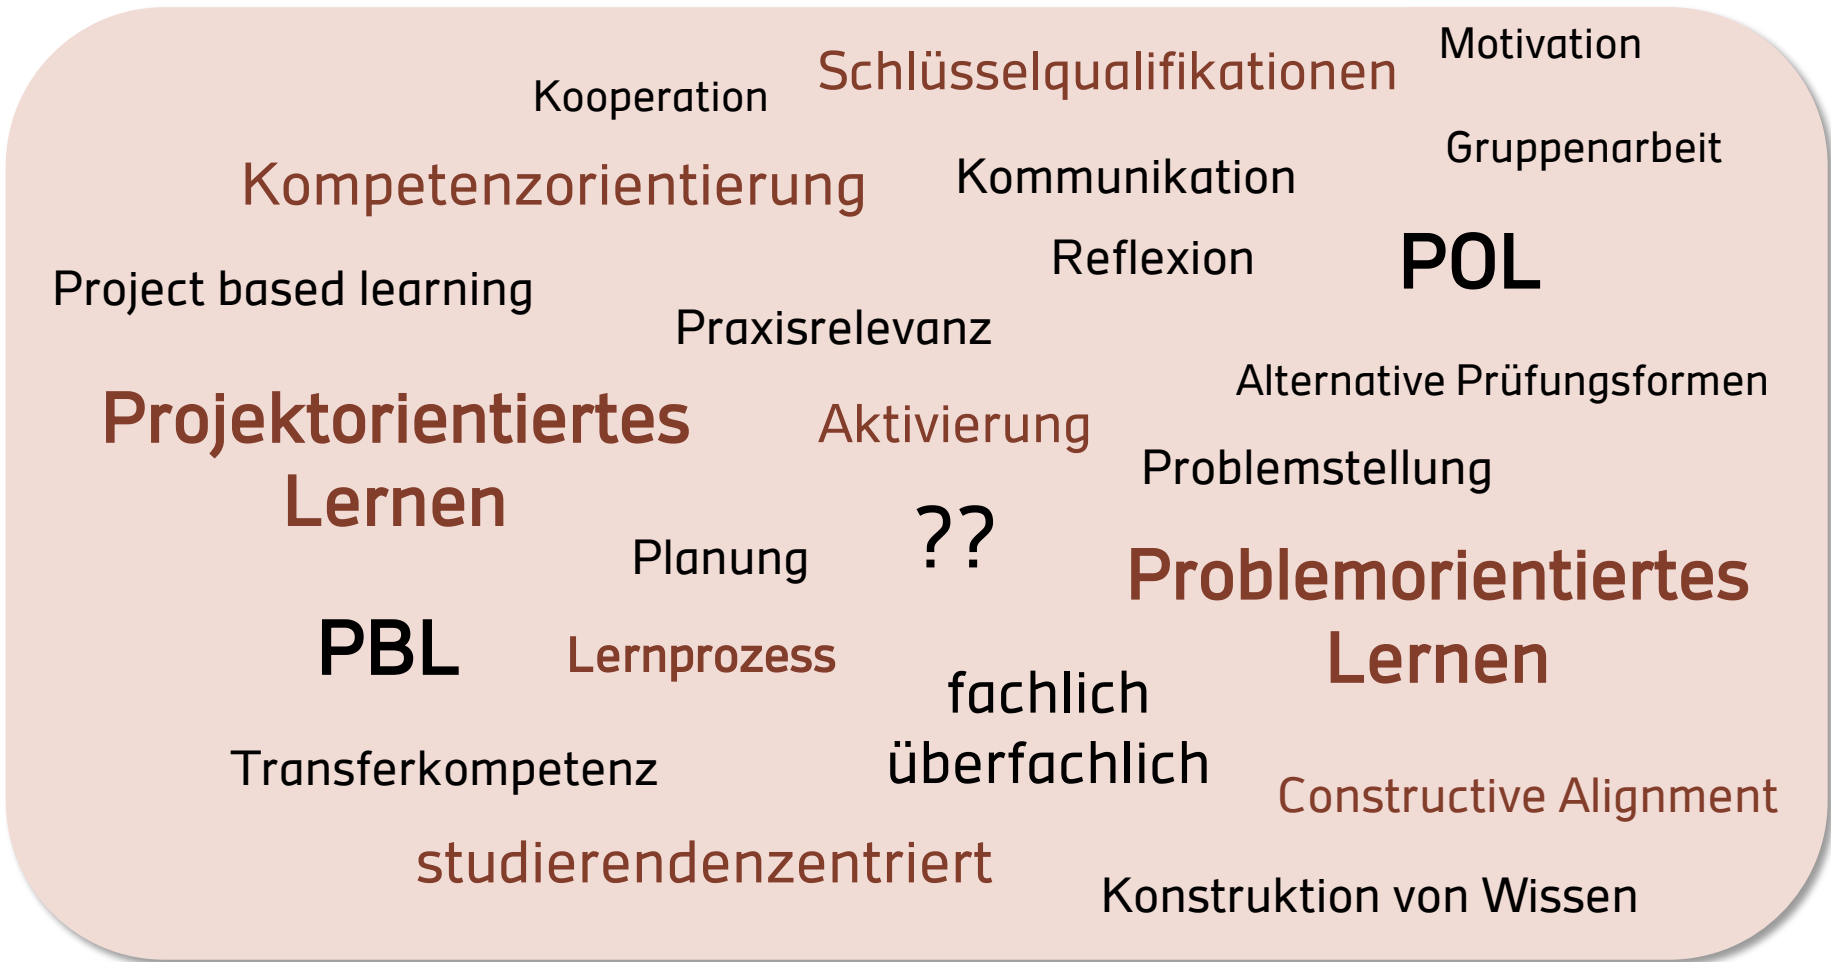 Motivation
Schlüsselqualifikationen
Kooperation
Gruppenarbeit
Kompetenzorientierung
Kommunikation
Reflexion
POL
Project based learning
Praxisrelevanz
Alternative Prüfungsformen
Projektorientiertes
Lernen
Aktivierung
Problemstellung
??
Planung
Problemorientiertes
Lernen
PBL
Lernprozess
fachlich
überfachlich
Transferkompetenz
Constructive Alignment
studierendenzentriert
Konstruktion von Wissen